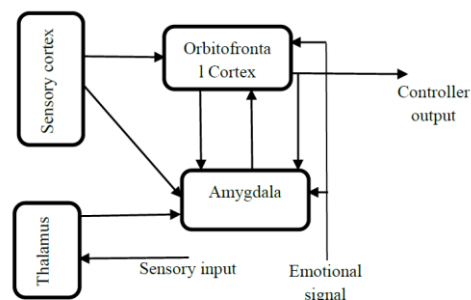 Sensory cortex
Orbitofronta
l Cortex
Controller
output
Amygdala
Thalamus
Sensory input
Emotional
signal